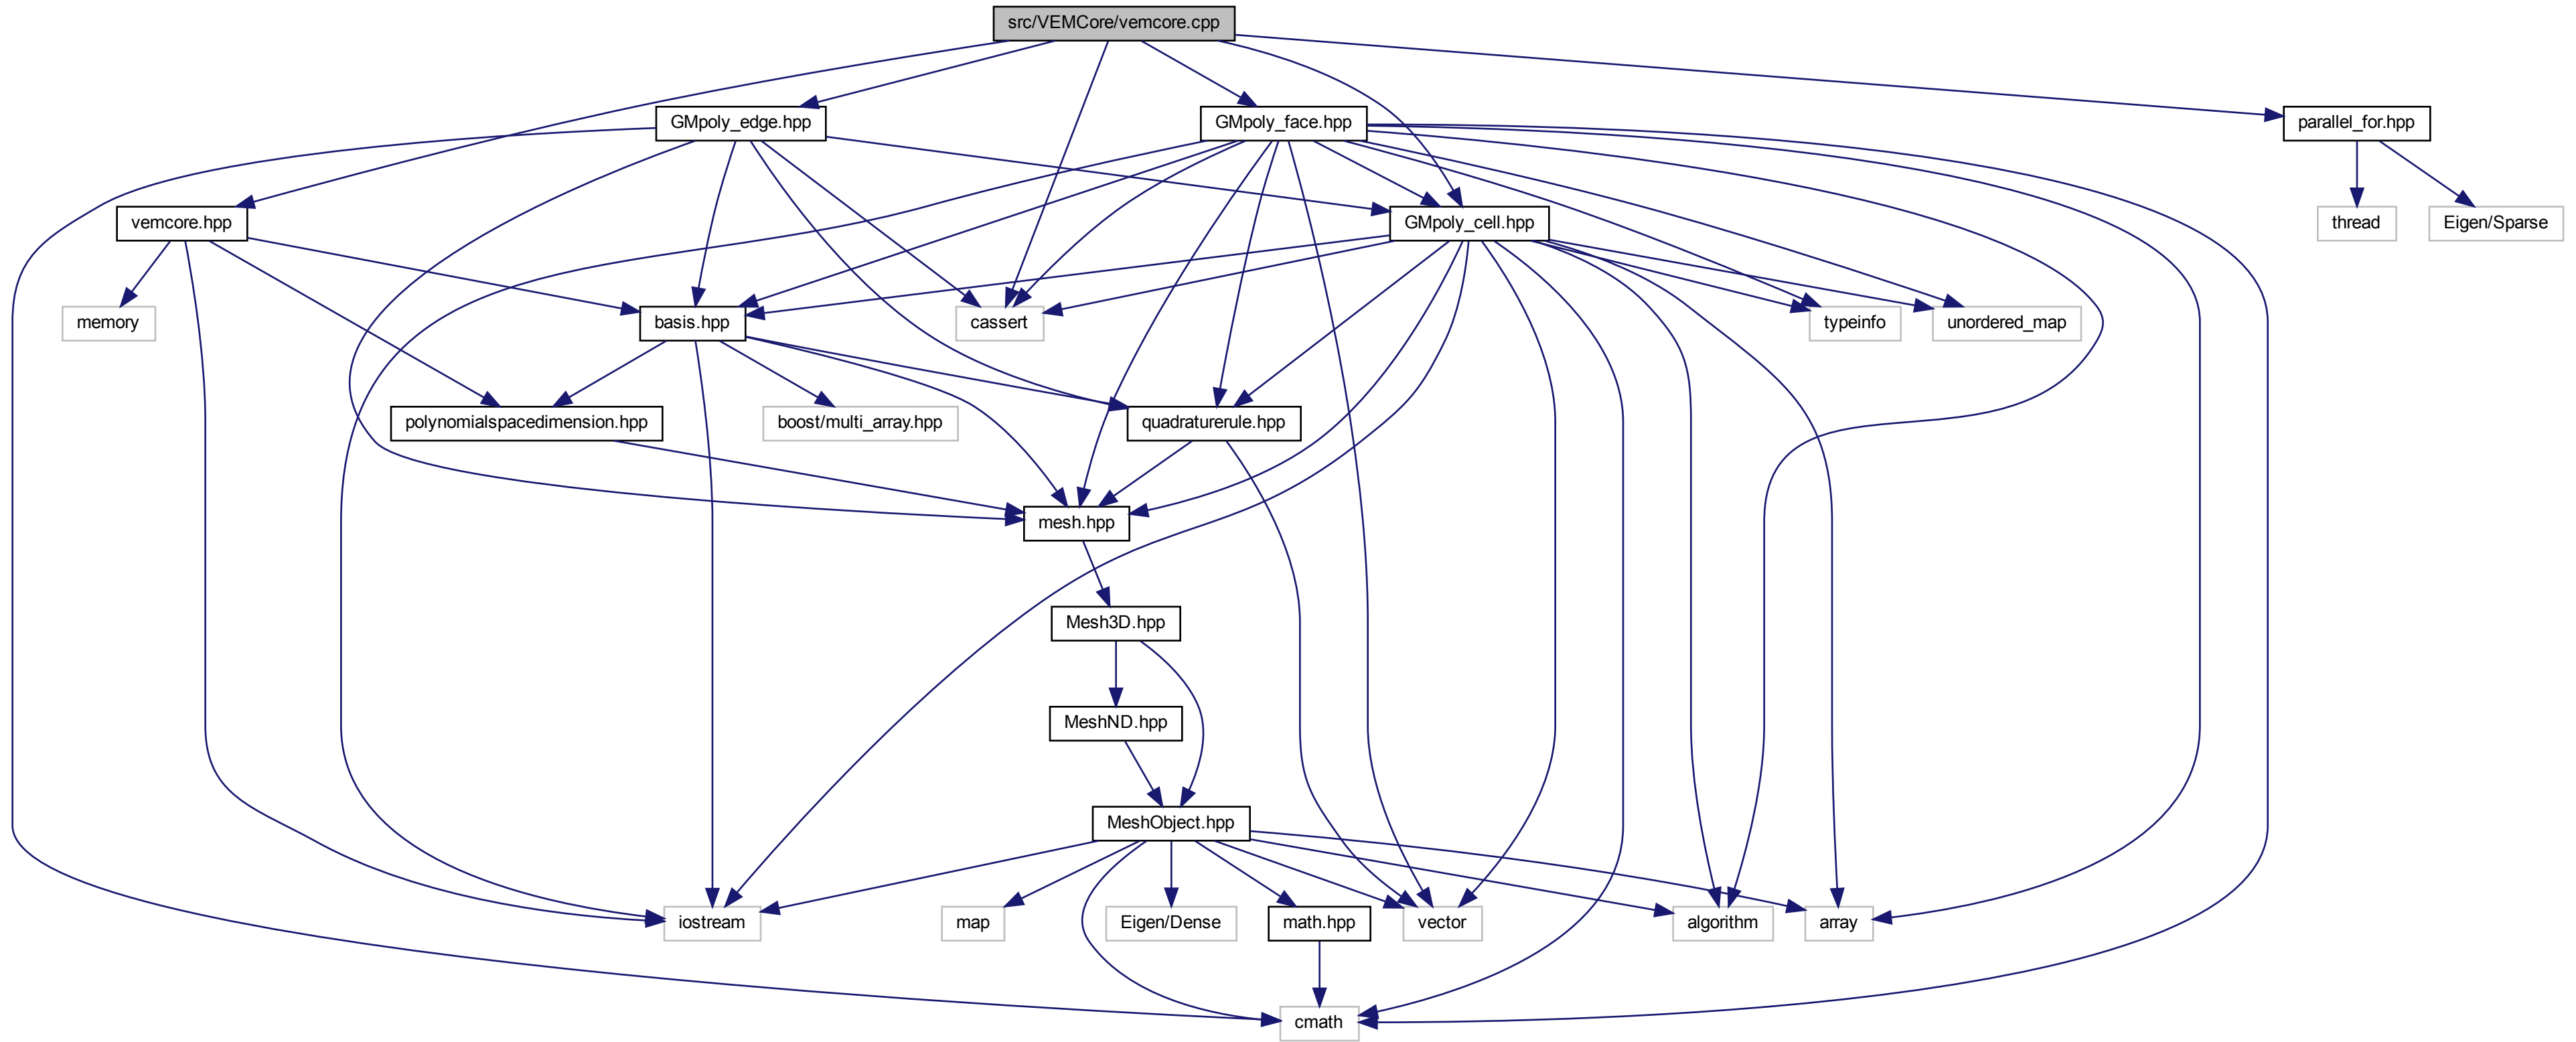 src/VEMCore/vemcore.cpp
GMpoly_edge.hpp
GMpoly_face.hpp
parallel_for.hpp
vemcore.hpp
GMpoly_cell.hpp
thread
Eigen/Sparse
memory
basis.hpp
cassert
typeinfo
unordered_map
polynomialspacedimension.hpp
boost/multi_array.hpp
quadraturerule.hpp
mesh.hpp
Mesh3D.hpp
MeshND.hpp
MeshObject.hpp
iostream
map
Eigen/Dense
math.hpp
vector
algorithm
array
cmath